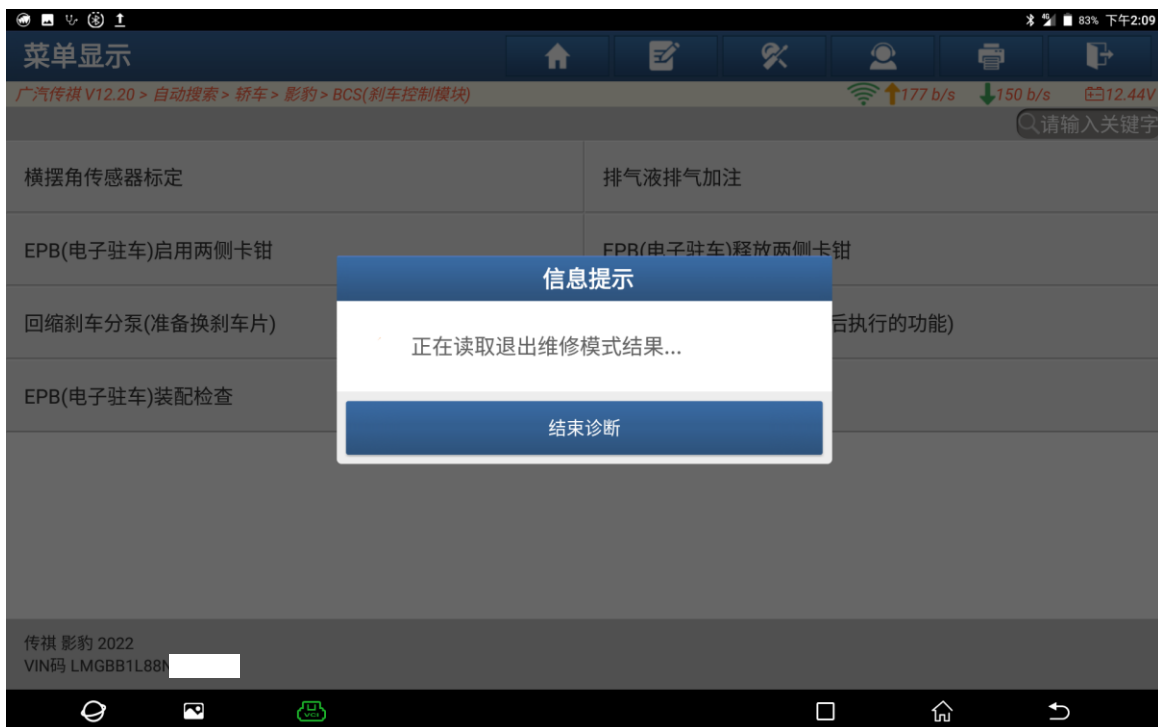 4G 83% 下午2:09
菜单显示
广汽传祺 V12.20 > 自动搜索 > 轿车 > 影豹 > BCS(刹车控制模块) 177 b/s 150 b/s 12.44V
请输入关键字
横摆角传感器标定 排气液排气加注
EPB(电子驻车)启用两侧卡钳 EPB(电子驻车)释放两侧卡钳
信息提示
回缩刹车分泵(准备换刹车片) 后执行的功能)
正在读取退出维修模式结果...
EPB(电子驻车)装配检查
结束诊断
传祺 影豹 2022
VIN码 LMGBB1L88N
VCI